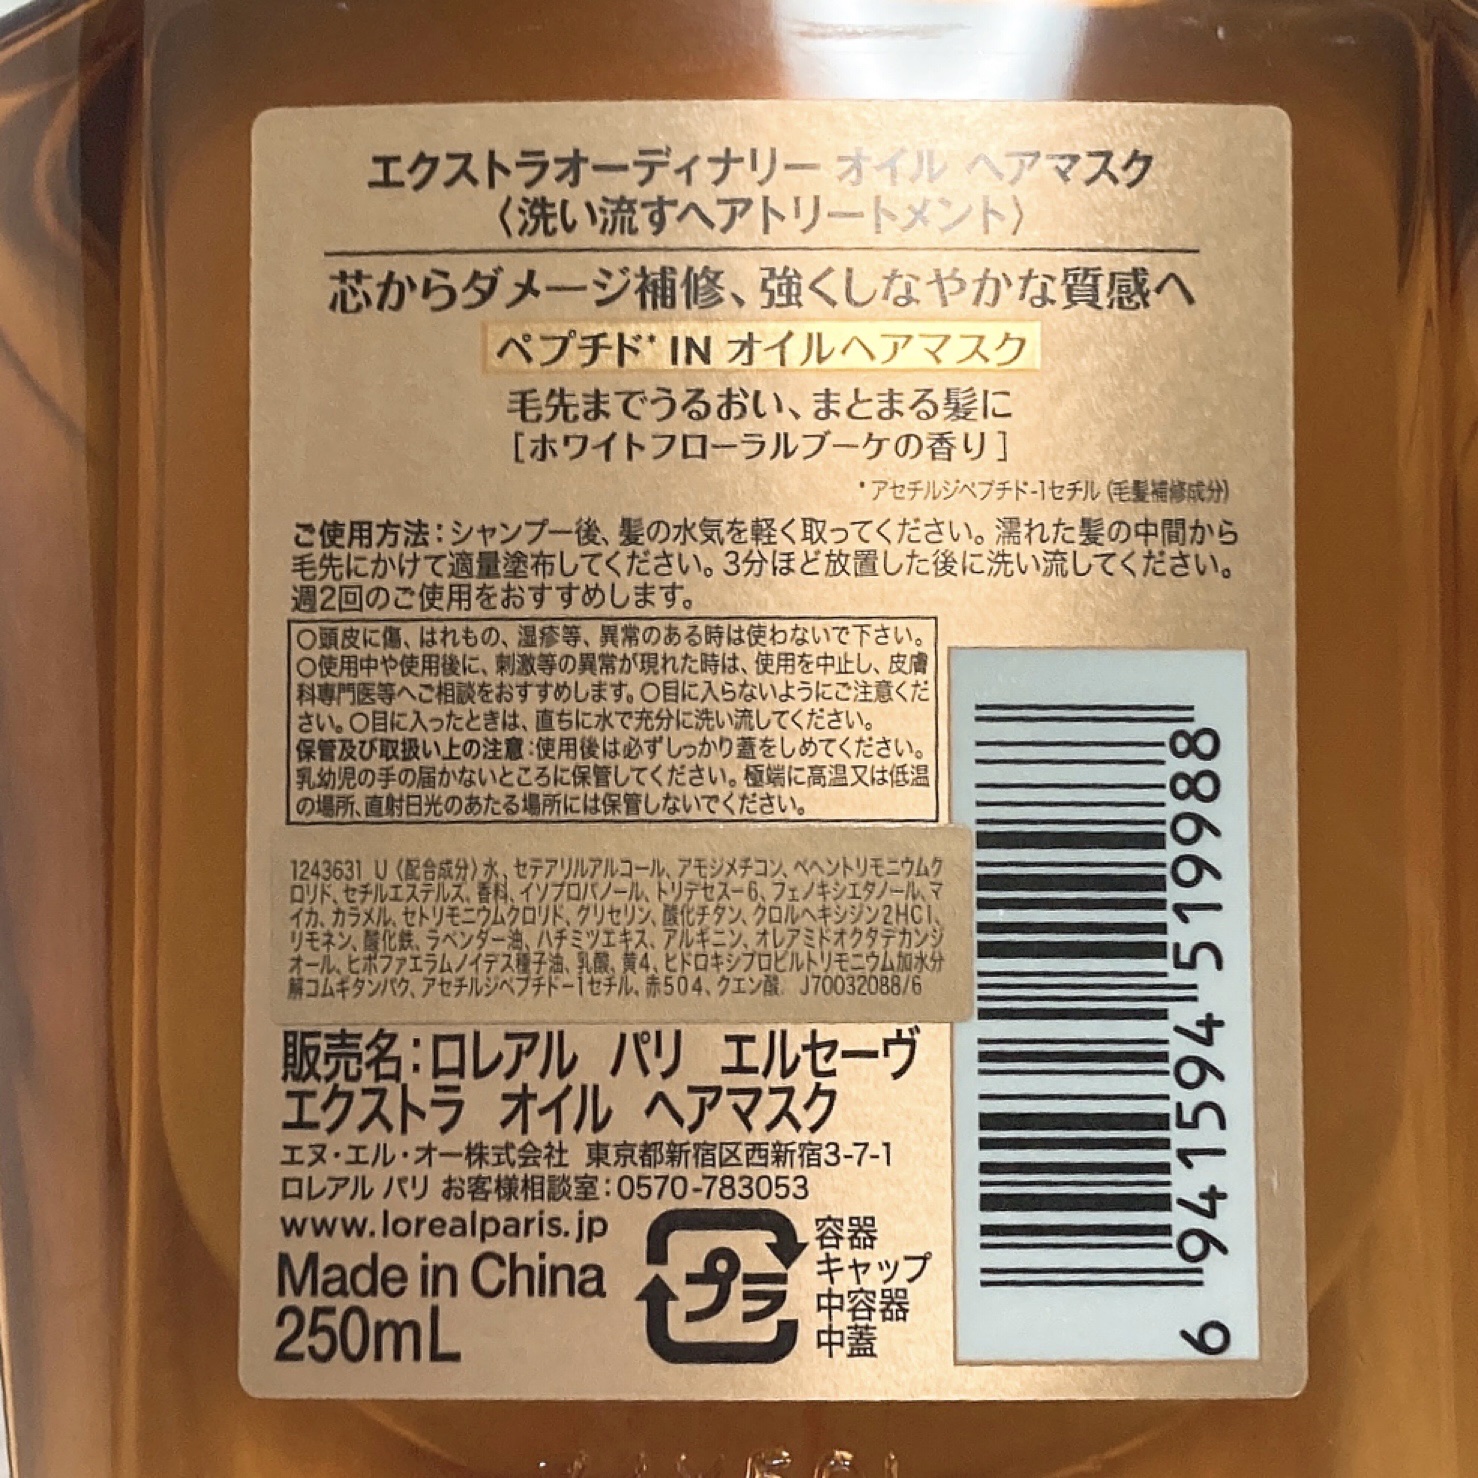 エクストラオーディナリー オイル ヘアマスク
〈洗い流すヘアトリートメント〉
芯からダメージ補修、強くしなやかな質感へ
ペプチド* IN オイルヘアマスク
毛先までうるおい、まとまる髪に
[ホワイトフローラルブーケの香り]
*アセチルジペプチド-1セチル (毛髪補修成分)
ご使用方法：シャンプー後、髪の水気を軽く取ってください。濡れた髪の中間から
毛先にかけて適量塗布してください。3分ほど放置した後に洗い流してください。
週2回のご使用をおすすめします。
○頭皮に傷、はれもの、湿疹等、異常のある時は使わないで下さい。
○使用中や使用後に、刺激等の異常が現れた時は、使用を中止し、皮膚
科専門医等へご相談をおすすめします。○目に入らないようにご注意くだ
さい。○目に入ったときは、直ちに水で充分に洗い流してください。
保管及び取扱い上の注意：使用後は必ずしっかり蓋をしめてください。
乳幼児の手の届かないところに保管してください。極端に高温又は低温
の場所、直射日光のあたる場所には保管しないでください。
1243631 U〈配合成分〉水、セテアリルアルコール、アモジメチコン、ベヘントリモニウムク
ロリド、セチルエステルズ、香料、イソプロパノール、トリデセス－6、フェノキシエタノール、マ
イカ、カラメル、セトリモニウムクロリド、グリセリン、酸化チタン、クロルヘキシジン2HCl、
リモネン、酸化鉄、ラベンダー油、ハチミツエキス、アルギニン、オレアミドオクタデカンジ
オール、ヒポファエラムノイデス種子油、乳酸、黄4、ヒドロキシプロピルトリモニウム加水分
解コムギタンパク、アセチルジペプチド－1セチル、赤504、クエン酸. J70032088/6
販売名：ロレアル パリ エルセーヴ
エクストラ オイル ヘアマスク
エヌ・エル・オー株式会社 東京都新宿区西新宿3-7-1
ロレアル パリ お客様相談室：0570-783053
www.lorealparis.jp
Made in China
250mL
プラ
容器
キャップ
中容器
中蓋
6 941594 519988